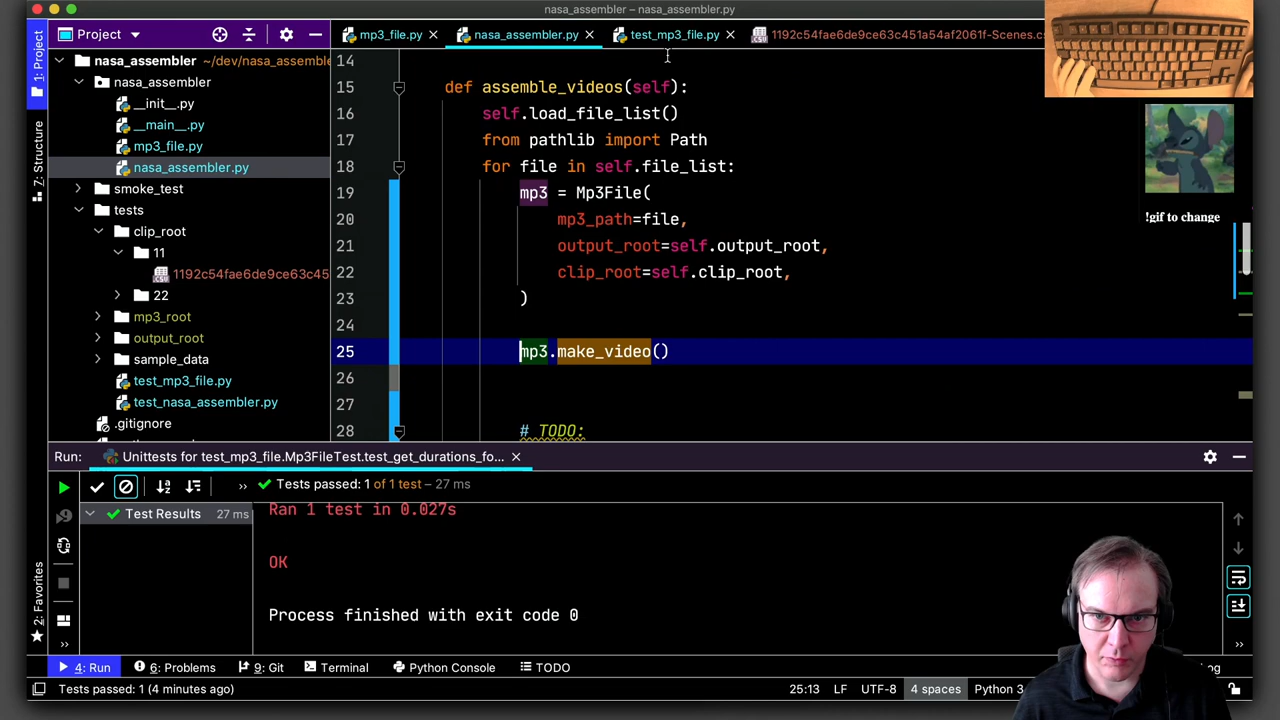 nasa_assembler – nasa_assembler.py
1: Project
Project
mp3_file.py
nasa_assembler.py
test_mp3_file.py
1192c54fae6de9ce63c451a54af2061f-Scenes.cs
nasa_assembler ~/dev/nasa_assemble
nasa_assembler
__init__.py
__main__.py
mp3_file.py
nasa_assembler.py
smoke_test
tests
clip_root
11
1192c54fae6de9ce63c45
22
mp3_root
output_root
sample_data
test_mp3_file.py
test_nasa_assembler.py
.gitignore
7: Structure
2: Favorites
14
15 def assemble_videos(self):
16 self.load_file_list()
17 from pathlib import Path
18 for file in self.file_list:
19 mp3 = Mp3File(
20 mp3_path=file,
21 output_root=self.output_root,
22 clip_root=self.clip_root,
23 )
24
25 mp3.make_video()
26
27
28 # TODO:
!gif to change
Run: Unittests for test_mp3_file.Mp3FileTest.test_get_durations_fo...
Tests passed: 1 of 1 test – 27 ms
Test Results 27 ms
Ran 1 test in 0.027s
OK
Process finished with exit code 0
4: Run
6: Problems
9: Git
Terminal
Python Console
TODO
Tests passed: 1 (4 minutes ago)
25:13 LF UTF-8 4 spaces Python 3